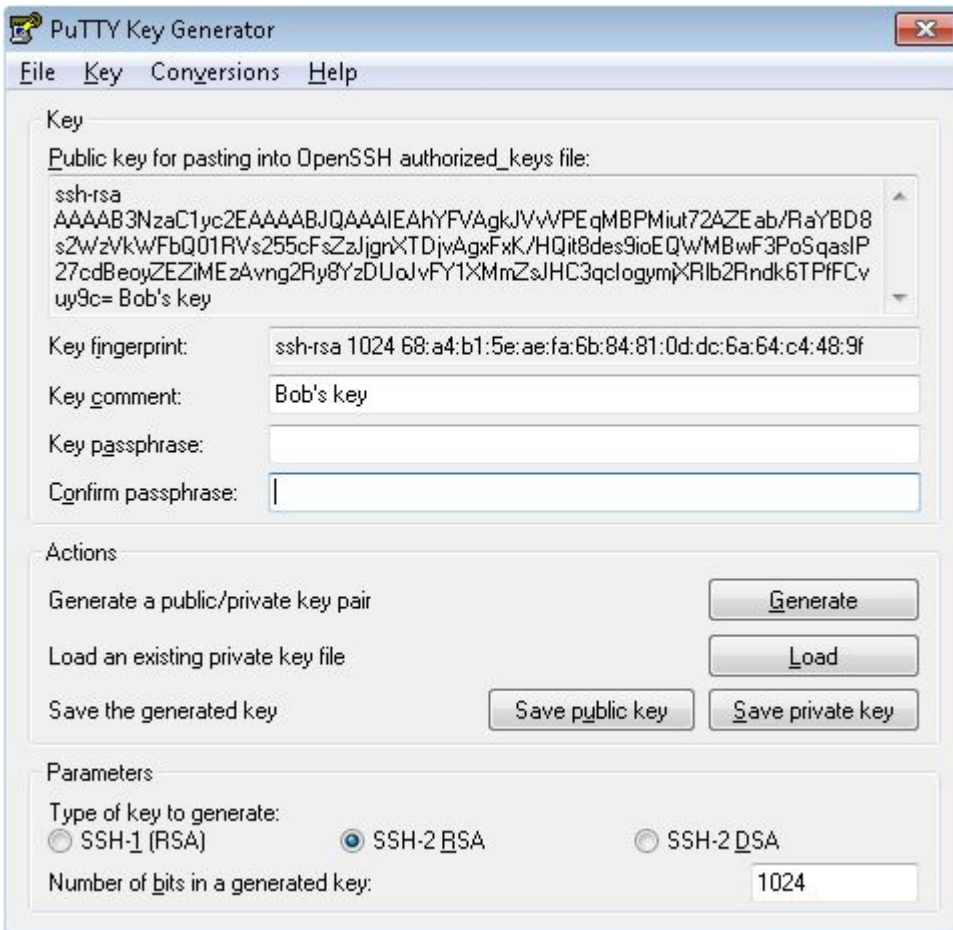 PuTTY Key Generator
File Key Conversions Help
Key
Public key for pasting into OpenSSH authorized_keys file:
ssh-rsa
AAAAB3NzaC1yc2EAAAABJQAAAIEAhYFVAgkJVvVPEqMBPMiut72AZEab/RaYBD8
s2WzVkWFbQ01RVs255cFsZzJjgnXTDjvAgxFxK/HQit8des9ioEQWMBwF3PoSqasIP
27cdBeoyZEZiMEzAvng2Ry8YzDUoJvFY1XMmZsJHC3qcIogymjXRIb2Rndk6TPfFCv
uy9c= Bob's key
Key fingerprint: ssh-rsa 1024 68:a4:b1:5e:ae:fa:6b:84:81:0d:dc:6a:64:c4:48:9f
Key comment: Bob's key
Key passphrase:
Confirm passphrase:
Actions
Generate a public/private key pair Generate
Load an existing private key file Load
Save the generated key Save public key Save private key
Parameters
Type of key to generate:
SSH-1 (RSA) SSH-2 RSA SSH-2 DSA
Number of bits in a generated key: 1024